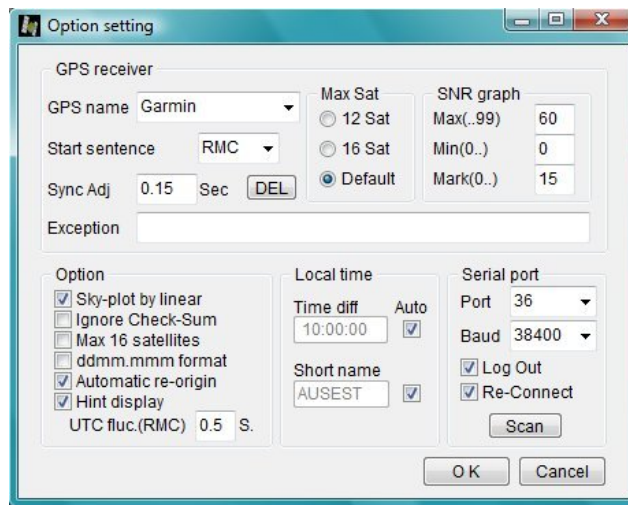 Option setting
GPS receiver
GPS name Garmin
Start sentence RMC
Sync Adj 0.15 Sec DEL
Exception
Max Sat
12 Sat
16 Sat
Default
SNR graph
Max(..99) 60
Min(0..) 0
Mark(0..) 15
Option
Sky-plot by linear
Ignore Check-Sum
Max 16 satellites
ddmm.mmm format
Automatic re-origin
Hint display
UTC fluc.(RMC) 0.5 S.
Local time
Time diff Auto
10:00:00
Short name
AUSEST
Serial port
Port 36
Baud 38400
Log Out
Re-Connect
Scan
OK Cancel